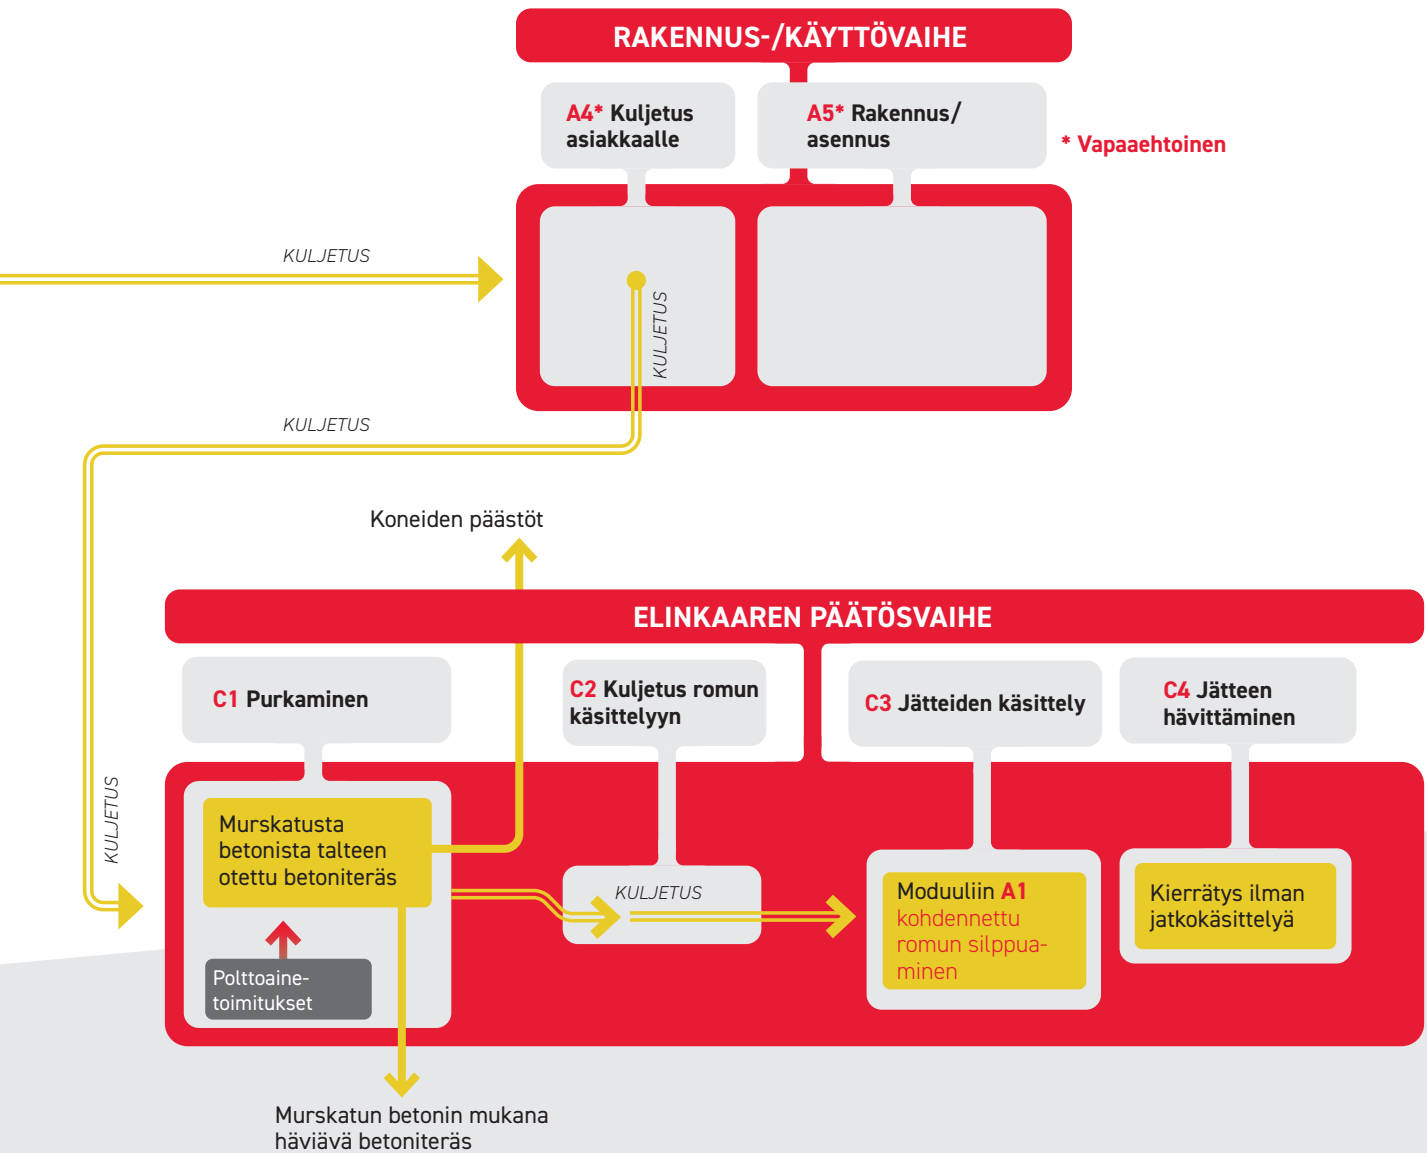 RAKENNUS-/KÄYTTÖVAIHE
A4* Kuljetus
asiakkaalle
A5* Rakennus/
asennus
* Vapaaehtoinen
KULJETUS
KULJETUS
KULJETUS
Koneiden päästöt
ELINKAAREN PÄÄTÖSVAIHE
C1 Purkaminen
C2 Kuljetus romun
käsittelyyn
C3 Jätteiden käsittely
C4 Jätteen
hävittäminen
KULJETUS
Murskatusta
betonista talteen
otettu betoniteräs
KULJETUS
Moduuliin A1
kohdennettu
romun silppua-
minen
Kierrätys ilman
jatkokäsittelyä
Polttoaine-
toimitukset
Murskatun betonin mukana
häviävä betoniteräs